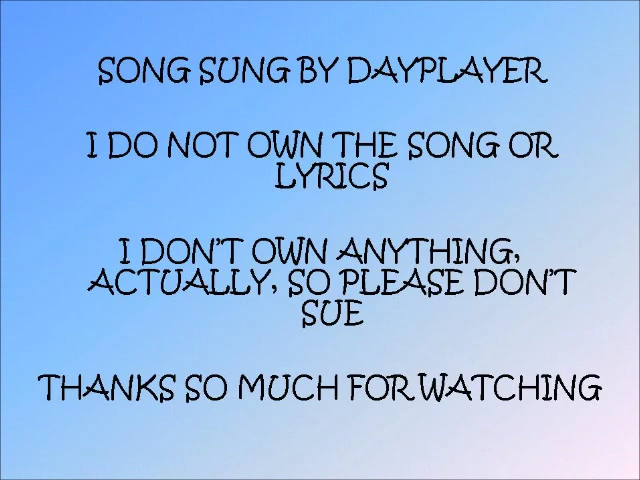 SONG SUNG BY DAYPLAYER
I DO NOT OWN THE SONG OR
LYRICS
I DON'T OWN ANYTHING,
ACTUALLY, SO PLEASE DON'T
SUE
THANKS SO MUCH FOR WATCHING